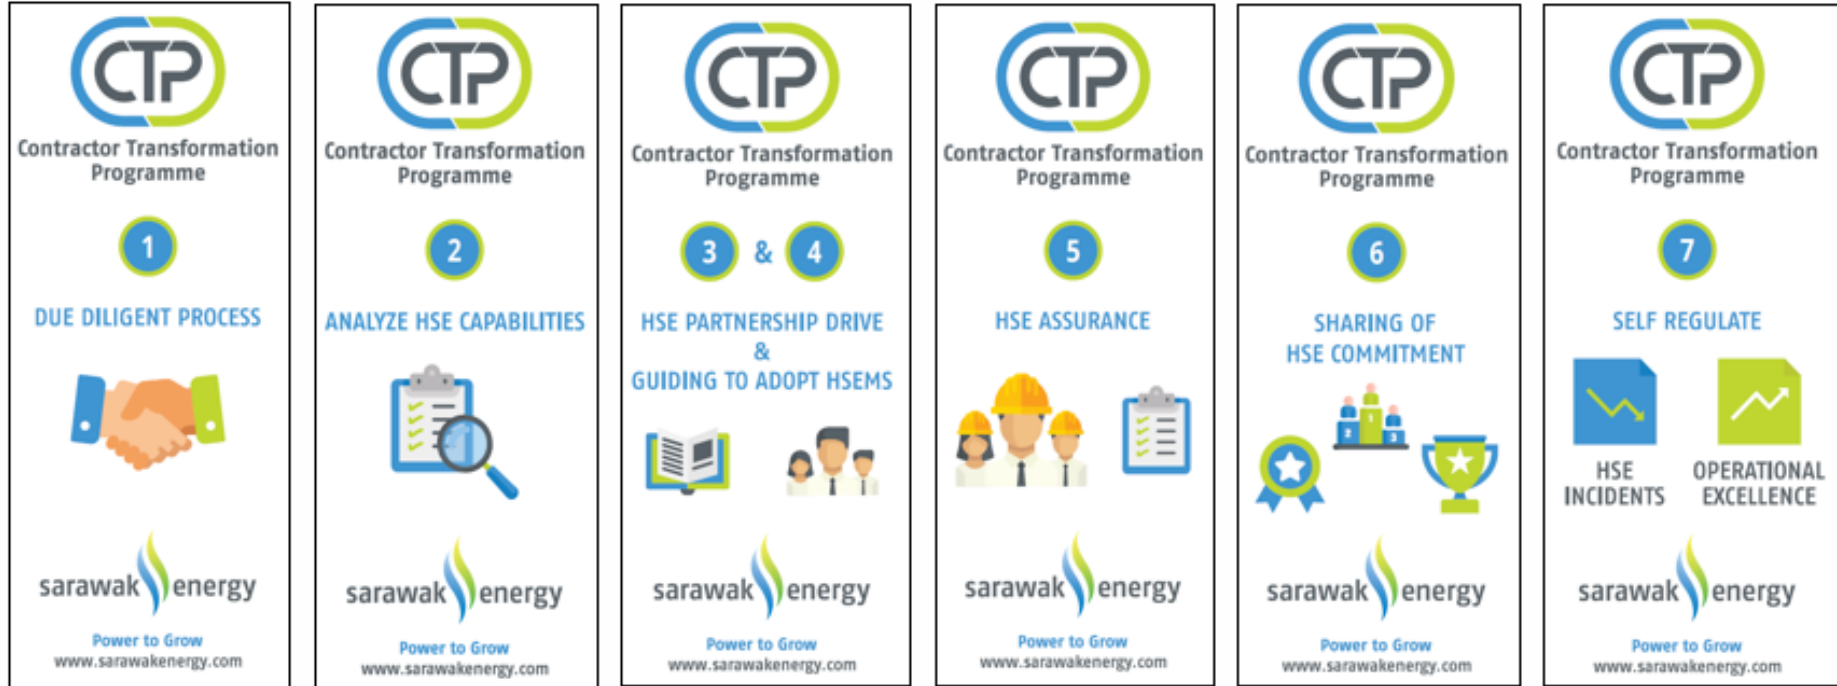 CTP
Contractor Transformation
Programme
1
DUE DILIGENT PROCESS
sarawak energy
Power to Grow
www.sarawakenergy.com
CTP
Contractor Transformation
Programme
2
ANALYZE HSE CAPABILITIES
sarawak energy
Power to Grow
www.sarawakenergy.com
CTP
Contractor Transformation
Programme
3 & 4
HSE PARTNERSHIP DRIVE
&
GUIDING TO ADOPT HSEMS
sarawak energy
Power to Grow
www.sarawakenergy.com
CTP
Contractor Transformation
Programme
5
HSE ASSURANCE
sarawak energy
Power to Grow
www.sarawakenergy.com
CTP
Contractor Transformation
Programme
6
SHARING OF
HSE COMMITMENT
1
2 3
sarawak energy
Power to Grow
www.sarawakenergy.com
CTP
Contractor Transformation
Programme
7
SELF REGULATE
HSE
INCIDENTS
OPERATIONAL
EXCELLENCE
sarawak energy
Power to Grow
www.sarawakenergy.com